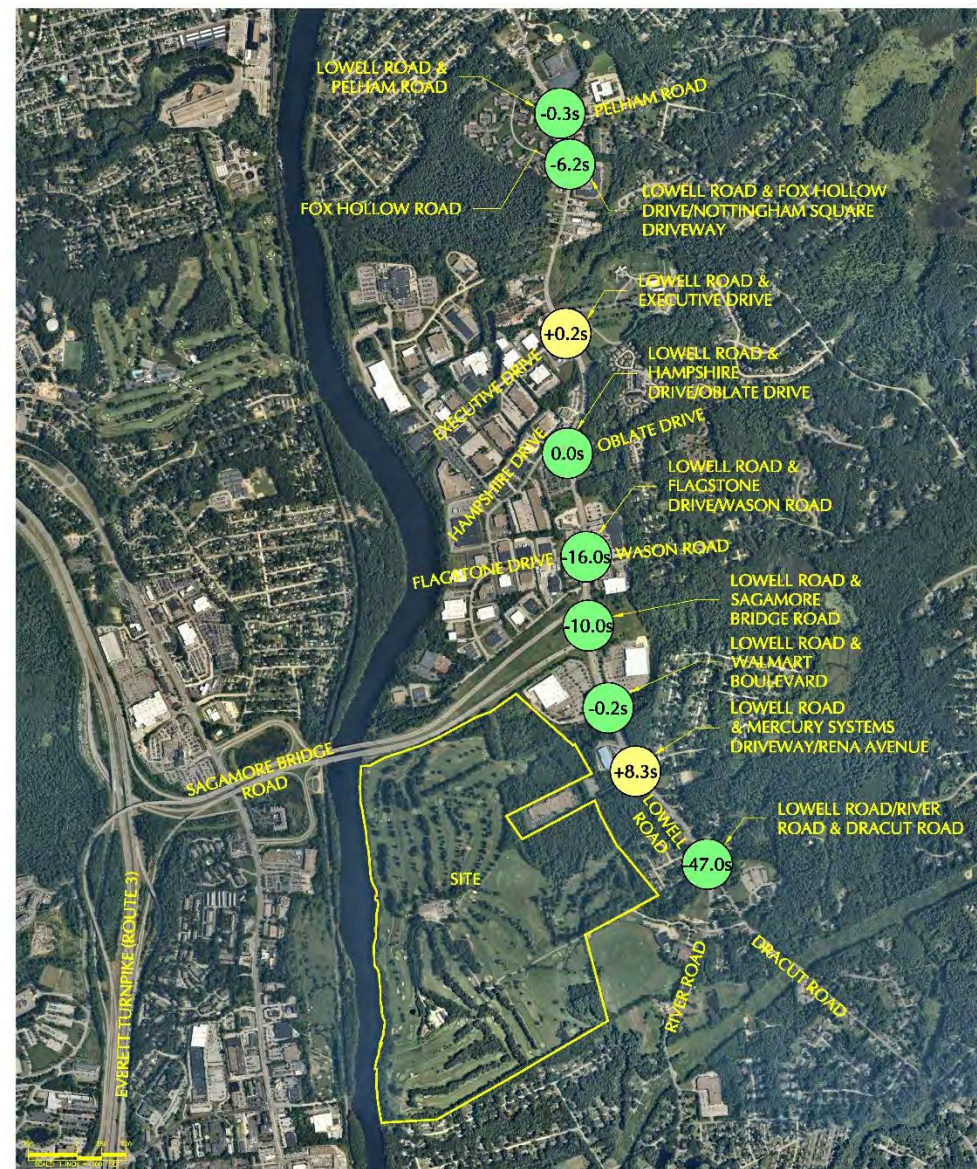 LOWELL ROAD &
PELHAM ROAD
-0.3s
PELHAM ROAD
-6.2s
FOX HOLLOW ROAD
LOWELL ROAD & FOX HOLLOW
DRIVE/NOTTINGHAM SQUARE
DRIVEWAY
LOWELL ROAD &
EXECUTIVE DRIVE
+0.2s
EXECUTIVE DRIVE
LOWELL ROAD &
HAMPSHIRE
DRIVE/OBLATE DRIVE
HAMPSHIRE DRIVE
0.0s
OBLATE DRIVE
LOWELL ROAD &
FLAGSTONE
DRIVE/WASON ROAD
FLAGSTONE DRIVE
-16.0s
WASON ROAD
LOWELL ROAD &
SAGAMORE
BRIDGE ROAD
-10.0s
LOWELL ROAD &
WALMART
BOULEVARD
-0.2s
LOWELL ROAD
& MERCURY SYSTEMS
DRIVEWAY/RENA AVENUE
+8.3s
SAGAMORE BRIDGE
ROAD
LOWELL
ROAD
LOWELL ROAD/RIVER
ROAD & DRACUT ROAD
-47.0s
SITE
EVERETT TURNPIKE (ROUTE 3)
RIVER ROAD
DRACUT ROAD